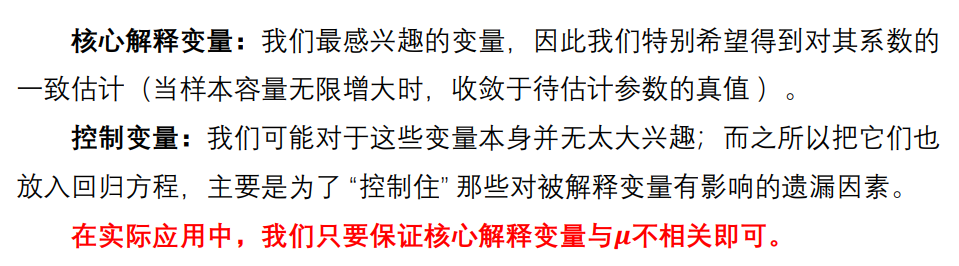 核心解释变量：我们最感兴趣的变量，因此我们特别希望得到对其系数的
一致估计（当样本容量无限增大时，收敛于待估计参数的真值 ）。
控制变量：我们可能对于这些变量本身并无太大兴趣；而之所以把它们也
放入回归方程，主要是为了 “控制住” 那些对被解释变量有影响的遗漏因素。
在实际应用中，我们只要保证核心解释变量与μ不相关即可。